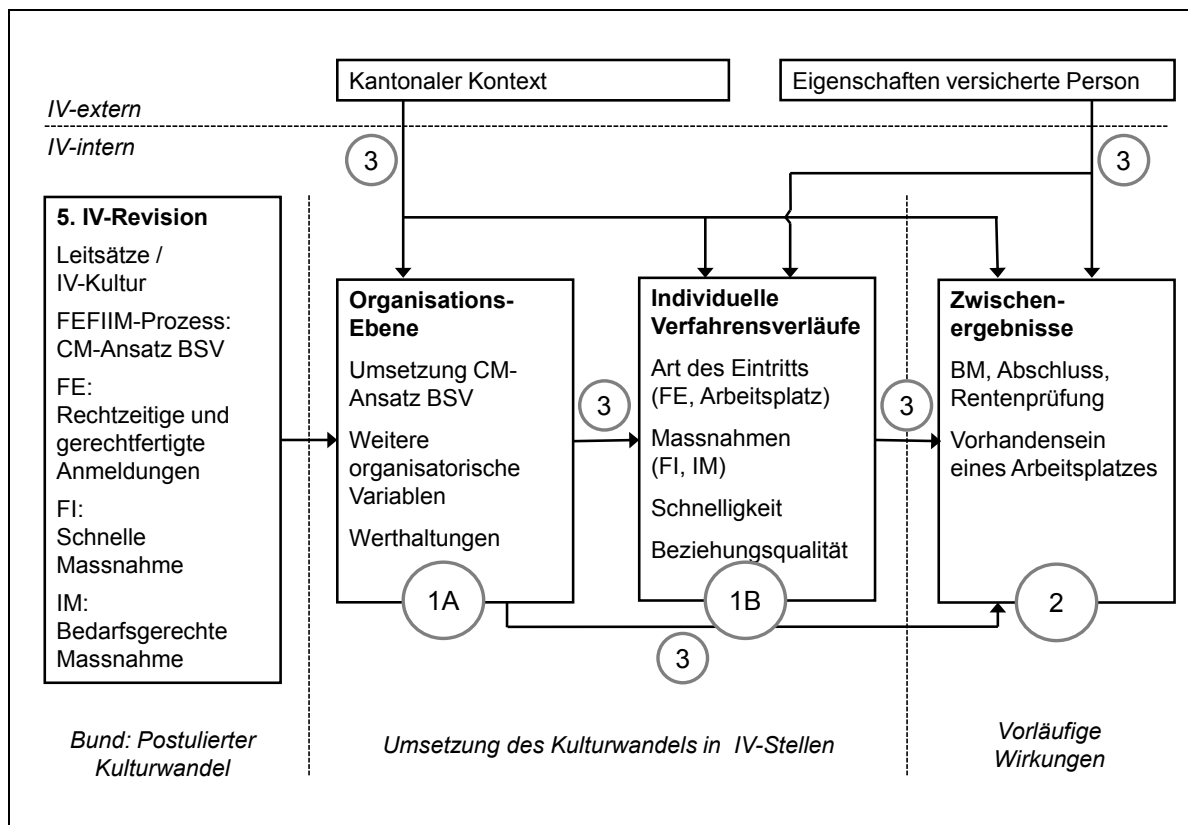 Kantonaler Kontext
Eigenschaften versicherte Person
IV-extern
IV-intern
3
3
5. IV-Revision
Leitsätze /
IV-Kultur
FEFIIM-Prozess:
CM-Ansatz BSV
FE:
Rechtzeitige und
gerechtfertigte
Anmeldungen
FI:
Schnelle
Massnahme
IM:
Bedarfsgerechte
Massnahme
Organisations-
Ebene
Umsetzung CM-
Ansatz BSV
Weitere
organisatorische
Variablen
Werthaltungen
1A
3
Individuelle
Verfahrensverläufe
Art des Eintritts
(FE, Arbeitsplatz)
Massnahmen
(FI, IM)
Schnelligkeit
Beziehungsqualität
1B
3
Zwischen-
ergebnisse
BM, Abschluss,
Rentenprüfung
Vorhandensein
eines Arbeitsplatzes
2
3
Bund: Postulierter
Kulturwandel
Umsetzung des Kulturwandels in IV-Stellen
Vorläufige
Wirkungen